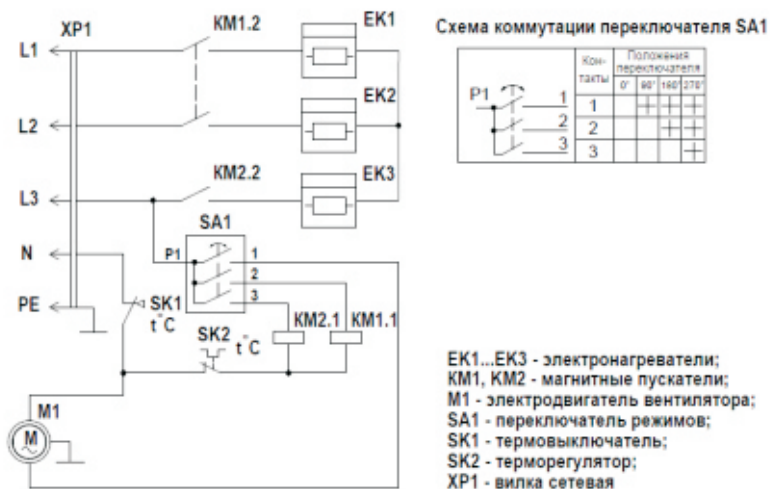 XP1 KM1.2 EK1
L1
EK2
L2
KM2.2 EK3
L3
SA1
N P1 1
2
3
PE SK1
t°C
SK2 t°C
KM2.1 KM1.1
M1
M
Схема коммутации переключателя SA1
Кон-
такты
Положения
переключателя
0° 160° 270°
P1 1 1 + + +
2 2 + +
3 3 +
EK1...EK3 - электронагреватели;
KM1, KM2 - магнитные пускатели;
M1 - электродвигатель вентилятора;
SA1 - переключатель режимов;
SK1 - термовыключатель;
SK2 - терморегулятор;
XP1 - вилка сетевая